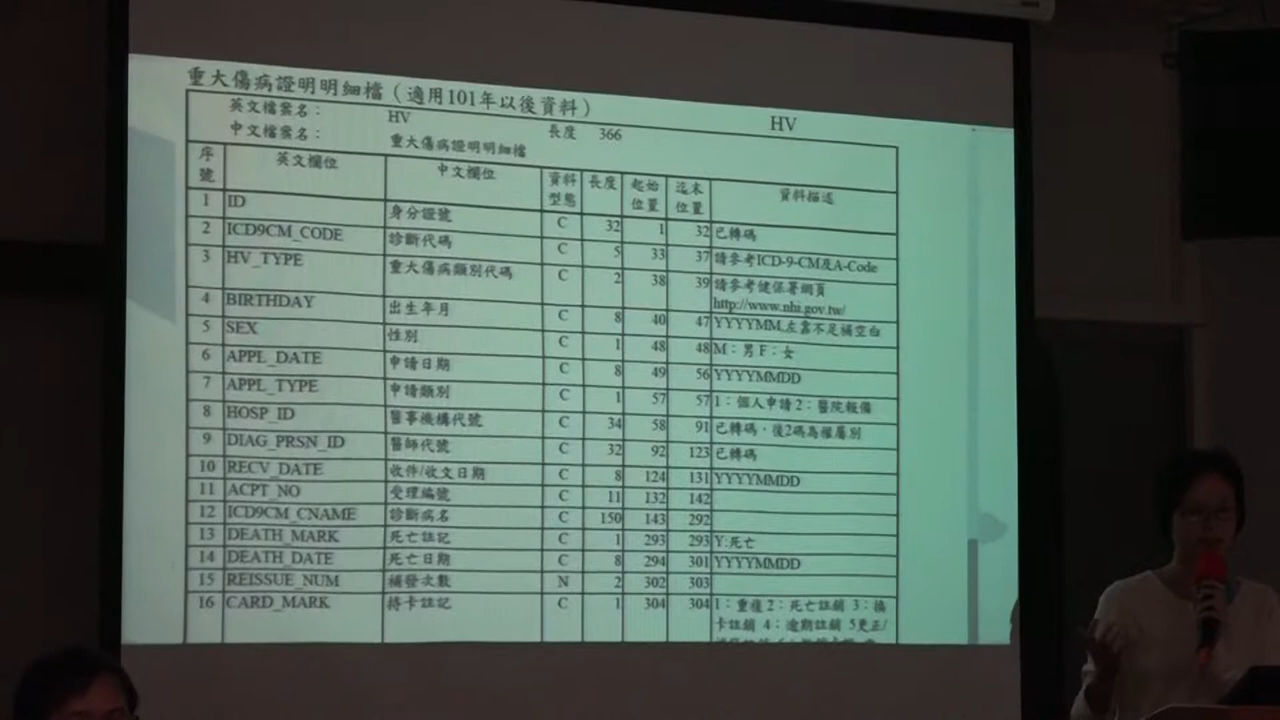 重大傷病證明明細檔（適用101年以後資料）
HV
英文檔案名： HV 長度 366
中文檔案名： 重大傷病證明明細檔
序號 英文欄位 中文欄位 資料型態 長度 起始位置 迄末位置 資料描述
1 ID 身分證號 C 32 1 32 已轉碼
2 ICD9CM_CODE 診斷代碼 C 5 33 37 請參考ICD-9-CM及A-Code
3 HV_TYPE 重大傷病類別代碼 C 2 38 39 請參考健保署網頁
http://www.nhi.gov.tw/
4 BIRTHDAY 出生年月 C 8 40 47 YYYYMM,左靠不足補空白
5 SEX 性別 C 1 48 48 M：男 F：女
6 APPL_DATE 申請日期 C 8 49 56 YYYYMMDD
7 APPL_TYPE 申請類別 C 1 57 57 1：個人申請 2：醫院報備
8 HOSP_ID 醫事機構代號 C 34 58 91 已轉碼，後2碼為權屬別
9 DIAG_PRSN_ID 醫師代號 C 32 92 123 已轉碼
10 RECV_DATE 收件/收文日期 C 8 124 131 YYYYMMDD
11 ACPT_NO 受理編號 C 11 132 142
12 ICD9CM_CNAME 診斷病名 C 150 143 292
13 DEATH_MARK 死亡註記 C 1 293 293 Y:死亡
14 DEATH_DATE 死亡日期 C 8 294 301 YYYYMMDD
15 REISSUE_NUM 補發次數 N 2 302 303
16 CARD_MARK 持卡註記 C 1 304 304 1：重複 2：死亡註銷 3：換
卡註銷 4：逾期註銷 5更正/